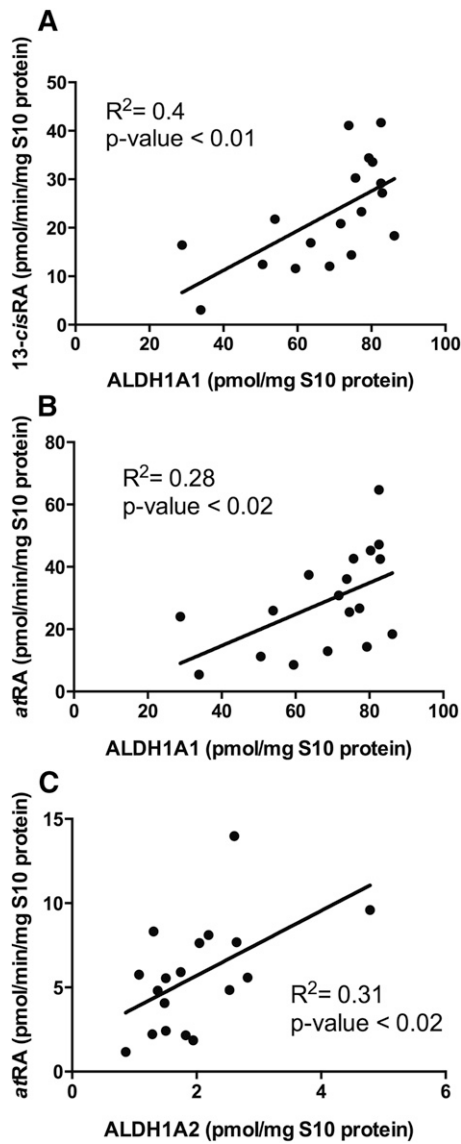 A
13-cisRA (pmol/min/mg S10 protein)
50
40
30
20
10
0
R²= 0.4
p-value < 0.01
0 20 40 60 80 100
ALDH1A1 (pmol/mg S10 protein)
B
atRA (pmol/min/mg S10 protein)
80
60
40
20
0
R²= 0.28
p-value < 0.02
0 20 40 60 80 100
ALDH1A1 (pmol/mg S10 protein)
C
atRA (pmol/min/mg S10 protein)
15
10
5
0
R²= 0.31
p-value < 0.02
0 2 4 6
ALDH1A2 (pmol/mg S10 protein)